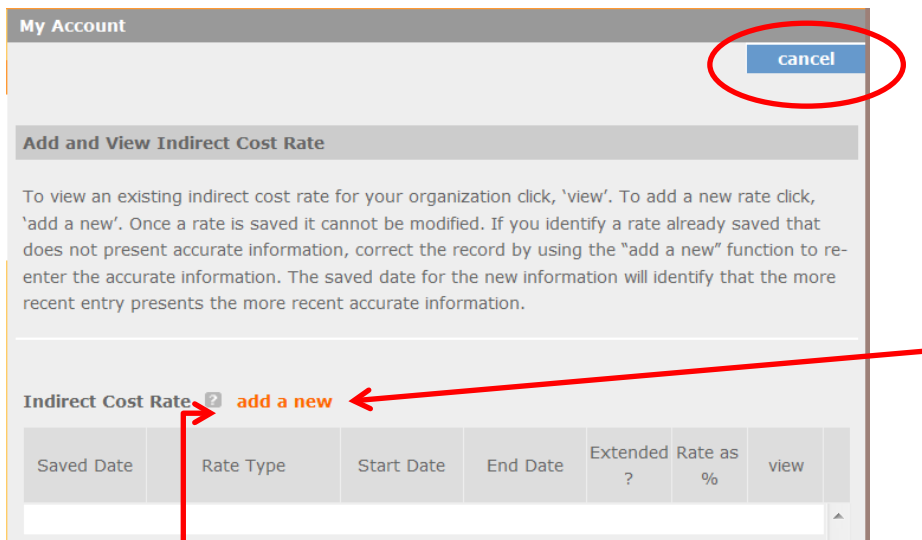 My Account
cancel
Add and View Indirect Cost Rate
To view an existing indirect cost rate for your organization click, ‘view’. To add a new rate click,
‘add a new’. Once a rate is saved it cannot be modified. If you identify a rate already saved that
does not present accurate information, correct the record by using the “add a new” function to re-
enter the accurate information. The saved date for the new information will identify that the more
recent entry presents the more recent accurate information.
Indirect Cost Rate ? add a new
Saved Date Rate Type Start Date End Date Extended ? Rate as % view